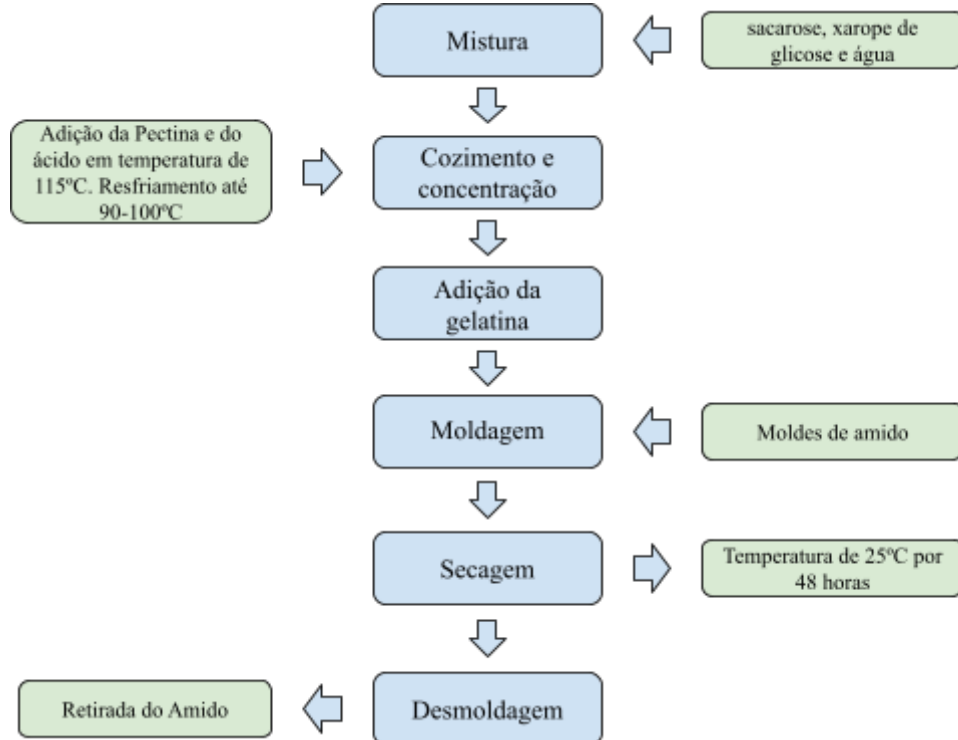 Mistura
sacarose, xarope de
glicose e água
Adição da Pectina e do
ácido em temperatura de
115ºC. Resfriamento até
90-100ºC
Cozimento e
concentração
Adição da
gelatina
Moldagem
Moldes de amido
Secagem
Temperatura de 25ºC por
48 horas
Retirada do Amido
Desmoldagem